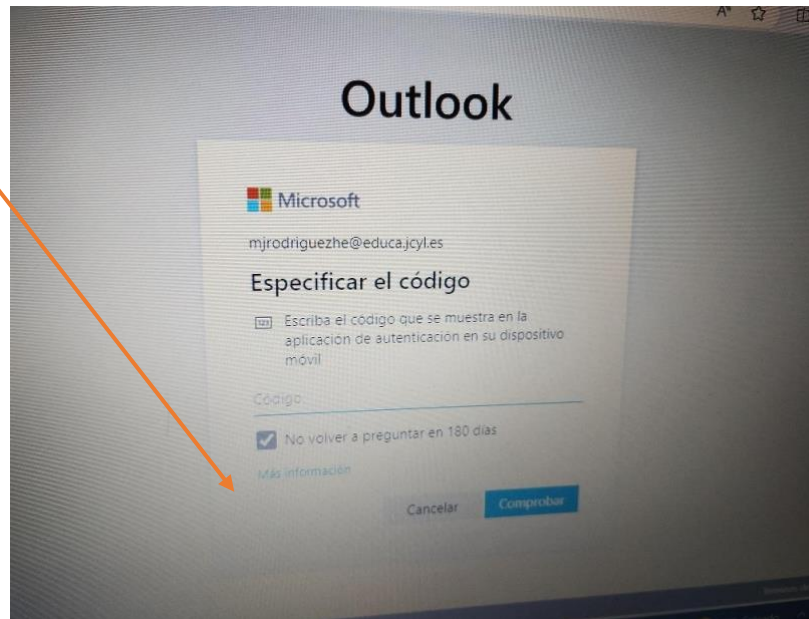 A
Outlook
Microsoft
mjrodriguezhe@educa.jcyl.es
Especificar el código
123 Escriba el código que se muestra en la
aplicación de autenticación en su dispositivo
móvil
Código
No volver a preguntar en 180 días
Más información
Cancelar Comprobar